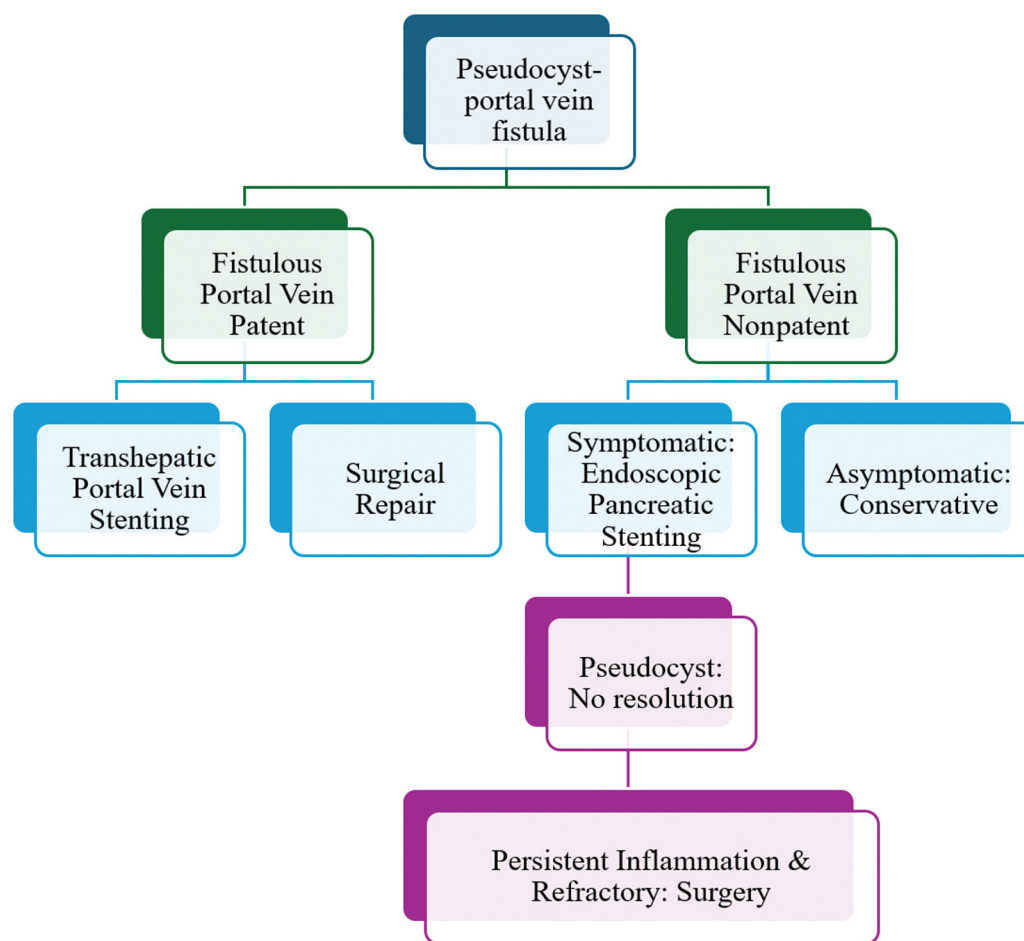 Pseudocyst-
portal vein
fistula
Fistulous
Portal Vein
Patent
Fistulous
Portal Vein
Nonpatent
Transhepatic
Portal Vein
Stenting
Surgical
Repair
Symptomatic:
Endoscopic
Pancreatic
Stenting
Asymptomatic:
Conservative
Pseudocyst:
No resolution
Persistent Inflammation &
Refractory: Surgery